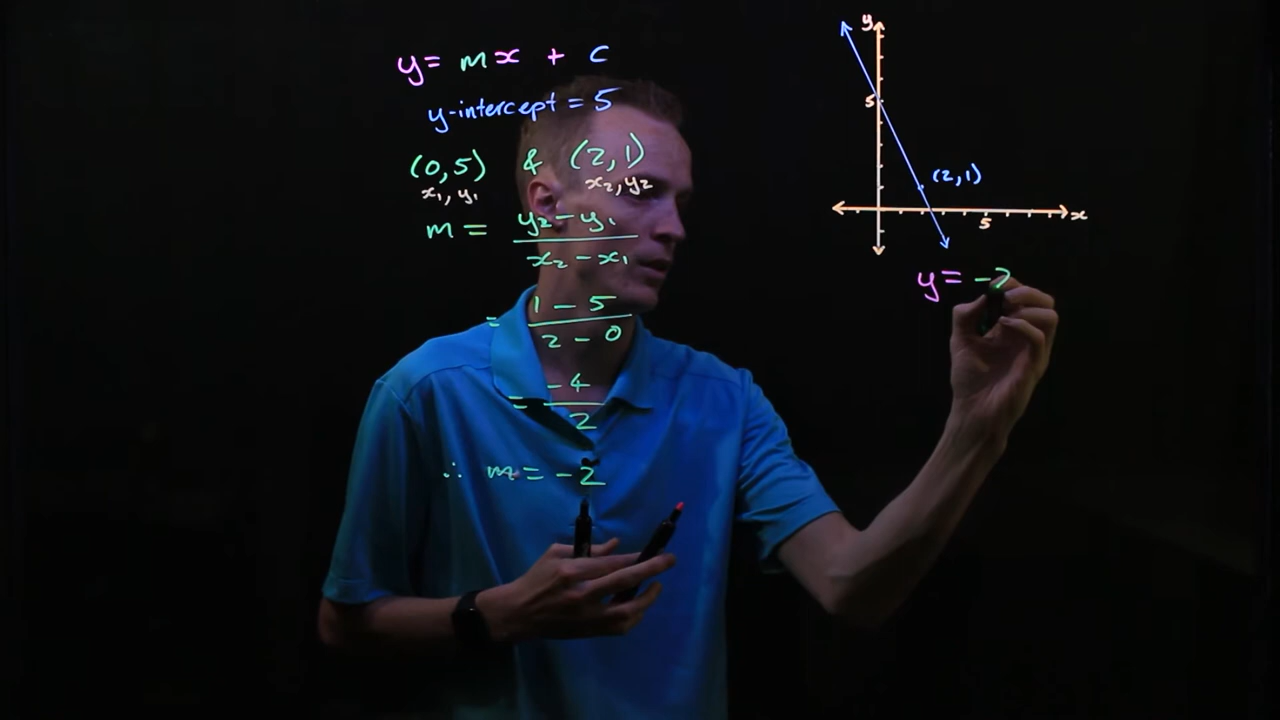 y = mx + c
y-intercept = 5
(0,5) & (2,1)
x₁, y₁ x₂, y₂
m = y₂ - y₁
x₂ - x₁
= 1 - 5
2 - 0
= -4
2
∴ m = -2
y
5
(2,1)
5
x
y = -2